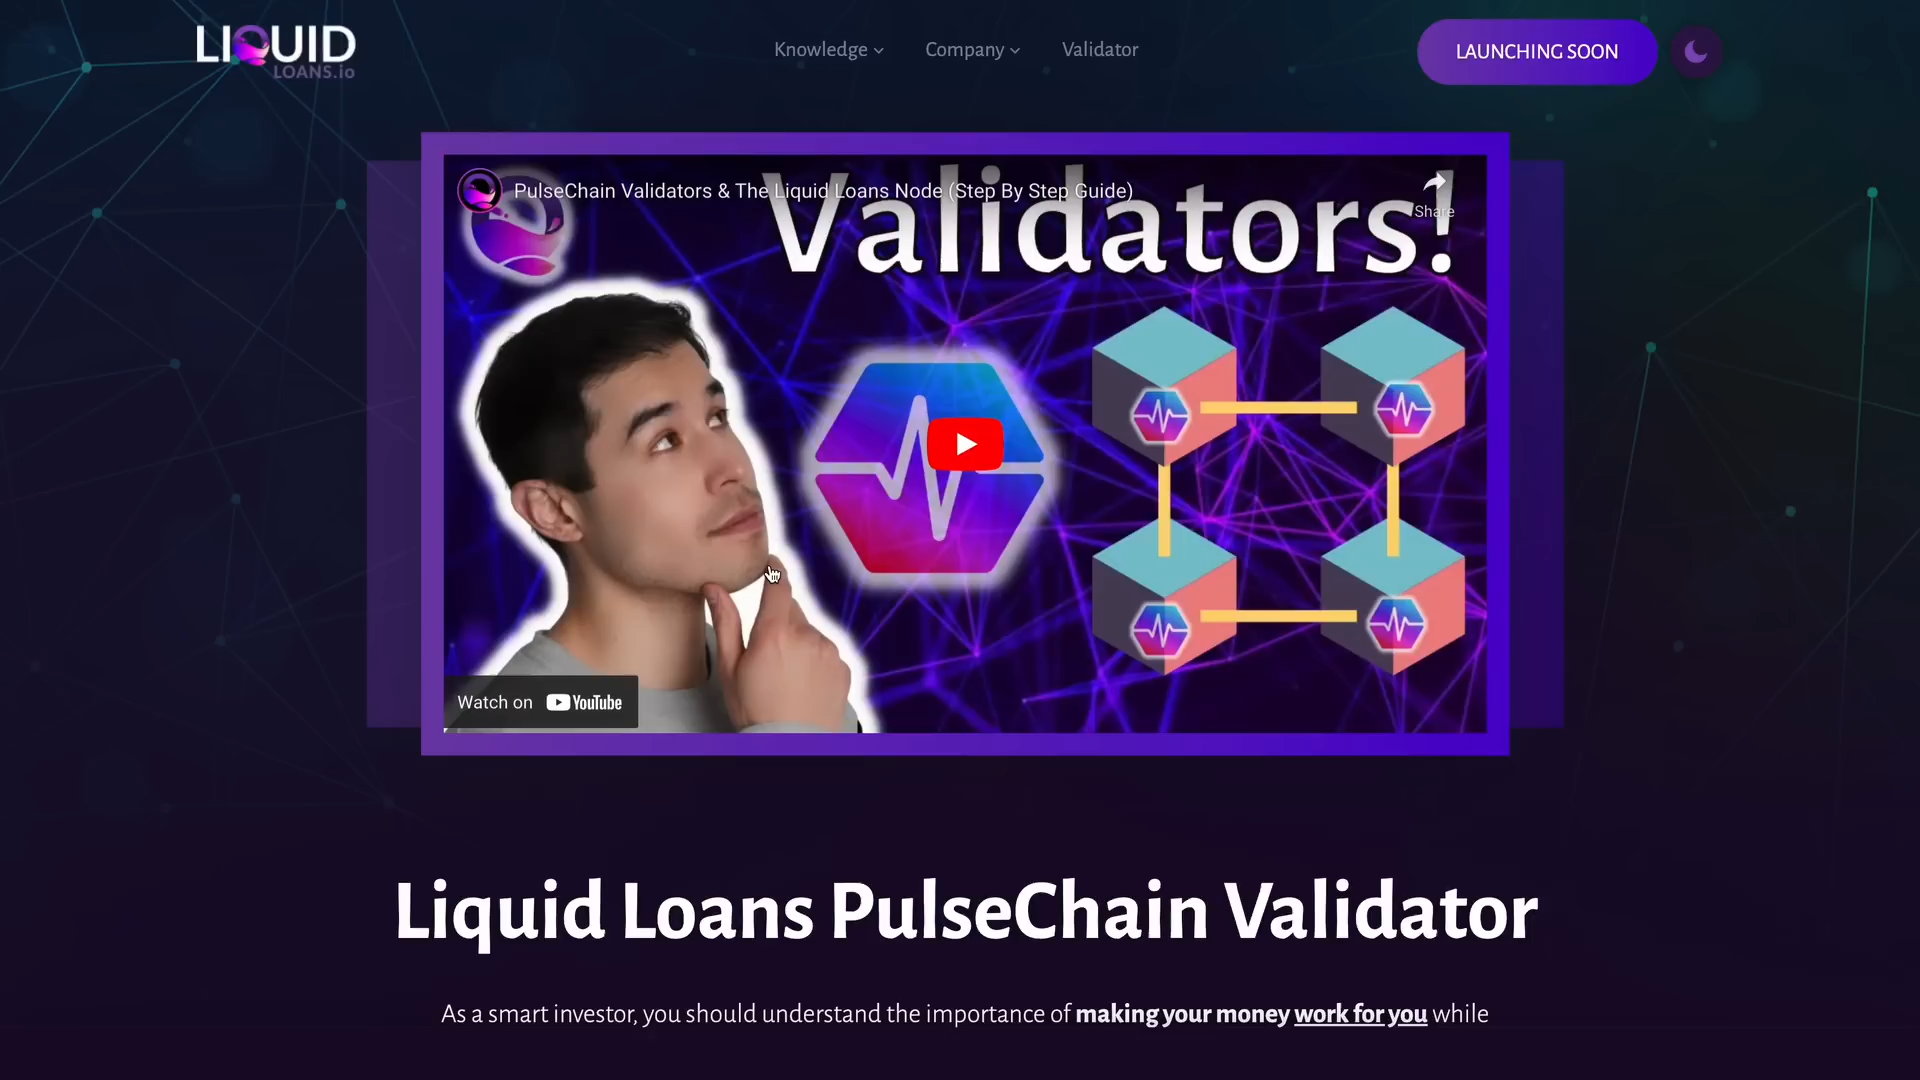 LIQUID
LOANS.io
Knowledge
Company
Validator
LAUNCHING SOON
PulseChain Validators & The Liquid Loans Node (Step By Step Guide)
Share
Validators!
Watch on YouTube
Liquid Loans PulseChain Validator
As a smart investor, you should understand the importance of making your money work for you while